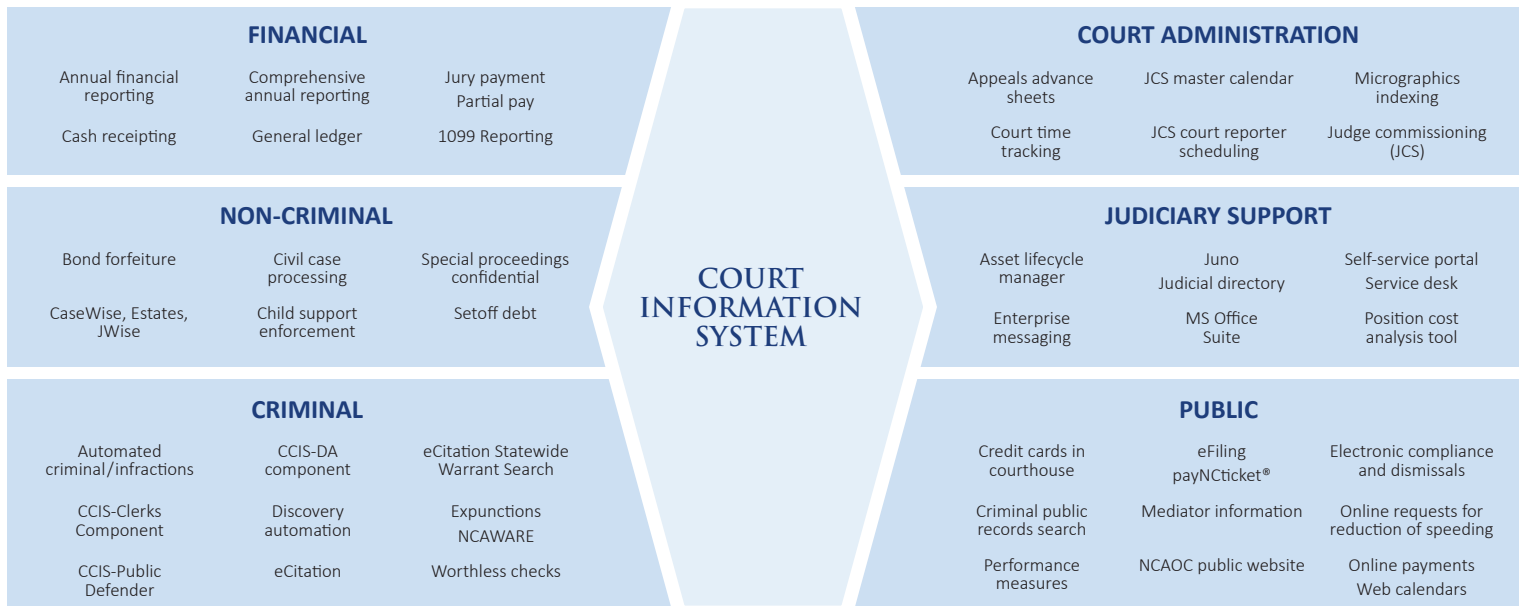 FINANCIAL
Annual financial
reporting
Comprehensive
annual reporting
Jury payment
Partial pay
Cash receipting
General ledger
1099 Reporting
NON-CRIMINAL
Bond forfeiture
Civil case
processing
Special proceedings
confidential
CaseWise, Estates,
JWise
Child support
enforcement
Setoff debt
CRIMINAL
Automated
criminal/infractions
CCIS-DA
component
eCitation Statewide
Warrant Search
CCIS-Clerks
Component
Discovery
automation
Expunctions
NCAWARE
CCIS-Public
Defender
eCitation
Worthless checks
COURT
INFORMATION
SYSTEM
COURT ADMINISTRATION
Appeals advance
sheets
JCS master calendar
Micrographics
indexing
Court time
tracking
JCS court reporter
scheduling
Judge commissioning
(JCS)
JUDICIARY SUPPORT
Asset lifecycle
manager
Juno
Judicial directory
Self-service portal
Service desk
Enterprise
messaging
MS Office
Suite
Position cost
analysis tool
PUBLIC
Credit cards in
courthouse
eFiling
payNCticket®
Electronic compliance
and dismissals
Criminal public
records search
Mediator information
Online requests for
reduction of speeding
Performance
measures
NCAOC public website
Online payments
Web calendars